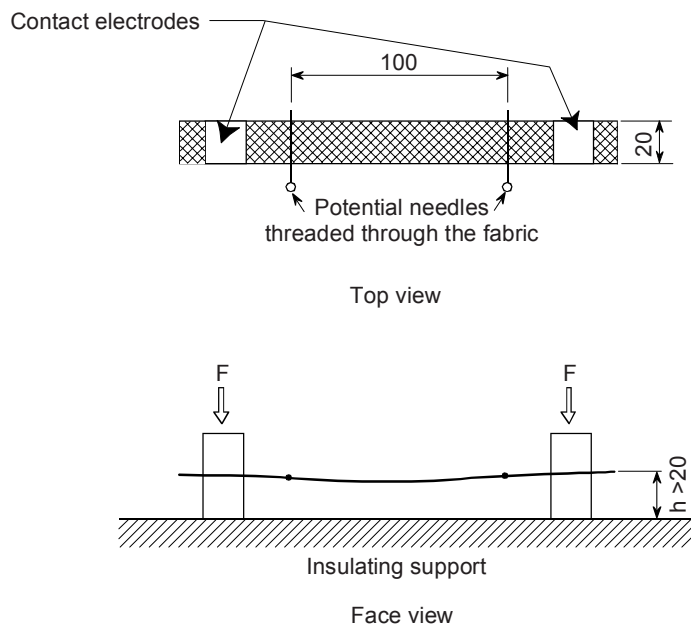 Contact electrodes
100
20
Potential needles
threaded through the fabric
Top view
F
F
h >20
Insulating support
Face view